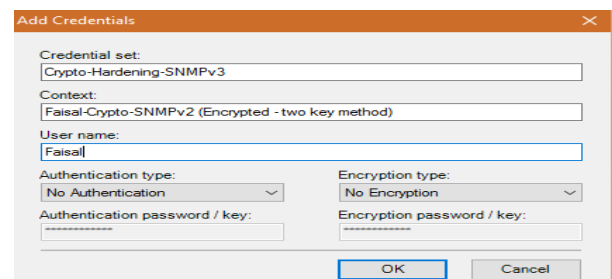 Add Credentials
Credential set:
Crypto-Hardening-SNMPv3
Context:
Faisal-Crypto-SNMPv2 (Encrypted - two key method)
User name:
Faisal
Authentication type: Encryption type:
No Authentication No Encryption
Authentication password / key: Encryption password / key:
************ ************
OK Cancel